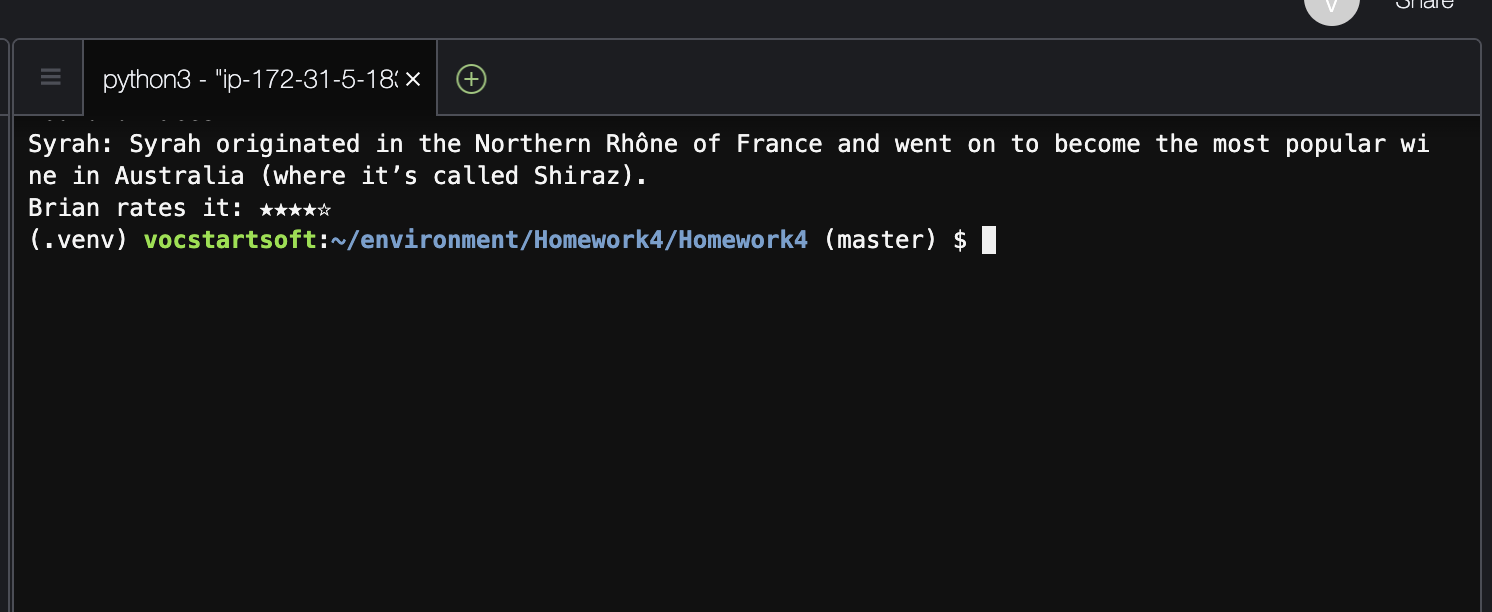 Share
python3 - "ip-172-31-5-18
Syrah: Syrah originated in the Northern Rhône of France and went on to become the most popular wi
ne in Australia (where it’s called Shiraz).
Brian rates it: ★★★★☆
(.venv) vocstartsoft:~/environment/Homework4/Homework4 (master) $